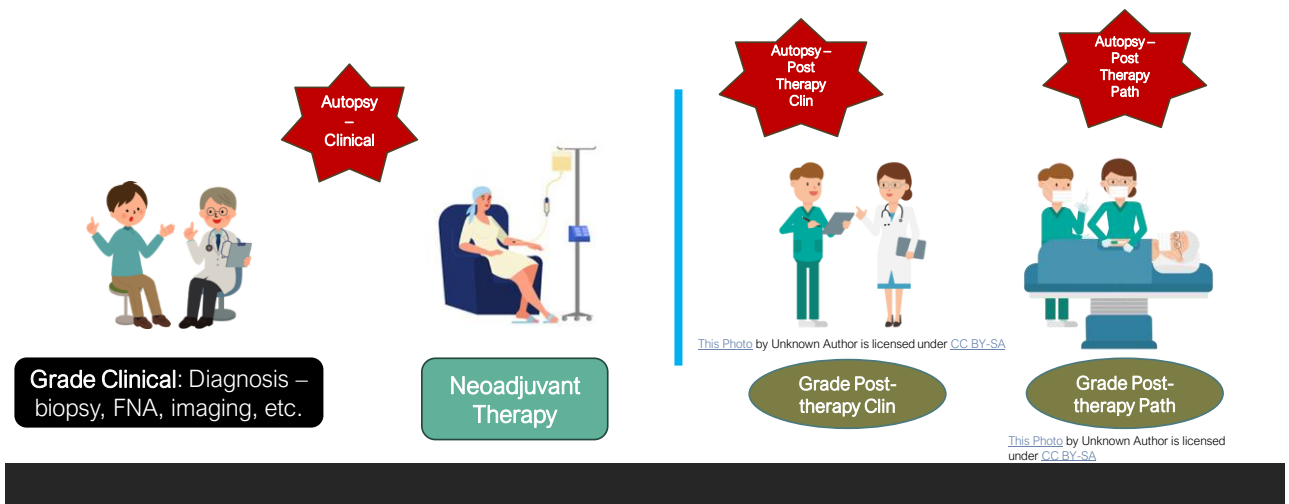 Autopsy
–
Clinical
Autopsy –
Post
Therapy
Clin
Autopsy –
Post
Therapy
Path
This Photo by Unknown Author is licensed under CC BY-SA
Grade Clinical: Diagnosis –
biopsy, FNA, imaging, etc.
Neoadjuvant
Therapy
Grade Post-
therapy Clin
Grade Post-
therapy Path
This Photo by Unknown Author is licensed
under CC BY-SA